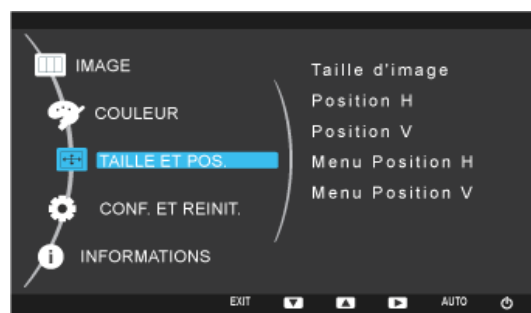 IMAGE
COULEUR
TAILLE ET POS.
CONF. ET REINIT.
INFORMATIONS
Taille d'image
Position H
Position V
Menu Position H
Menu Position V
EXIT AUTO